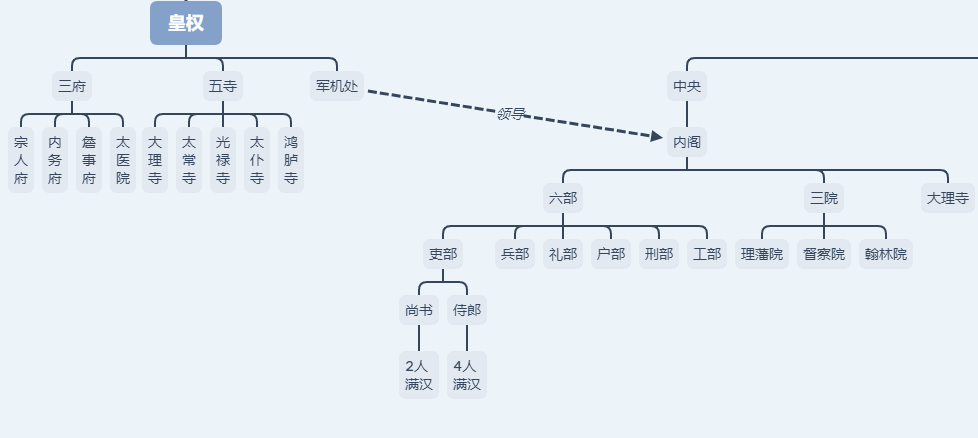 皇权
三府
五寺
军机处
中央
领导
宗人府
内务府
詹事府
太医院
大理寺
太常寺
光禄寺
太仆寺
鸿胪寺
内阁
六部
三院
大理寺
吏部
兵部
礼部
户部
刑部
工部
理藩院
督察院
翰林院
尚书
侍郎
2人
满汉
4人
满汉